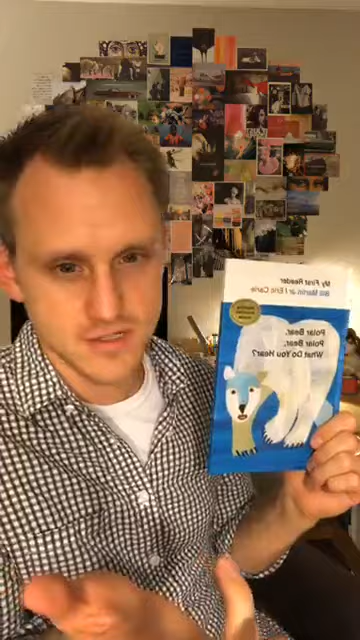 My First Reader
Bill Martin Jr / Eric Carle
Polar Bear,
Polar Bear,
What Do You Hear?